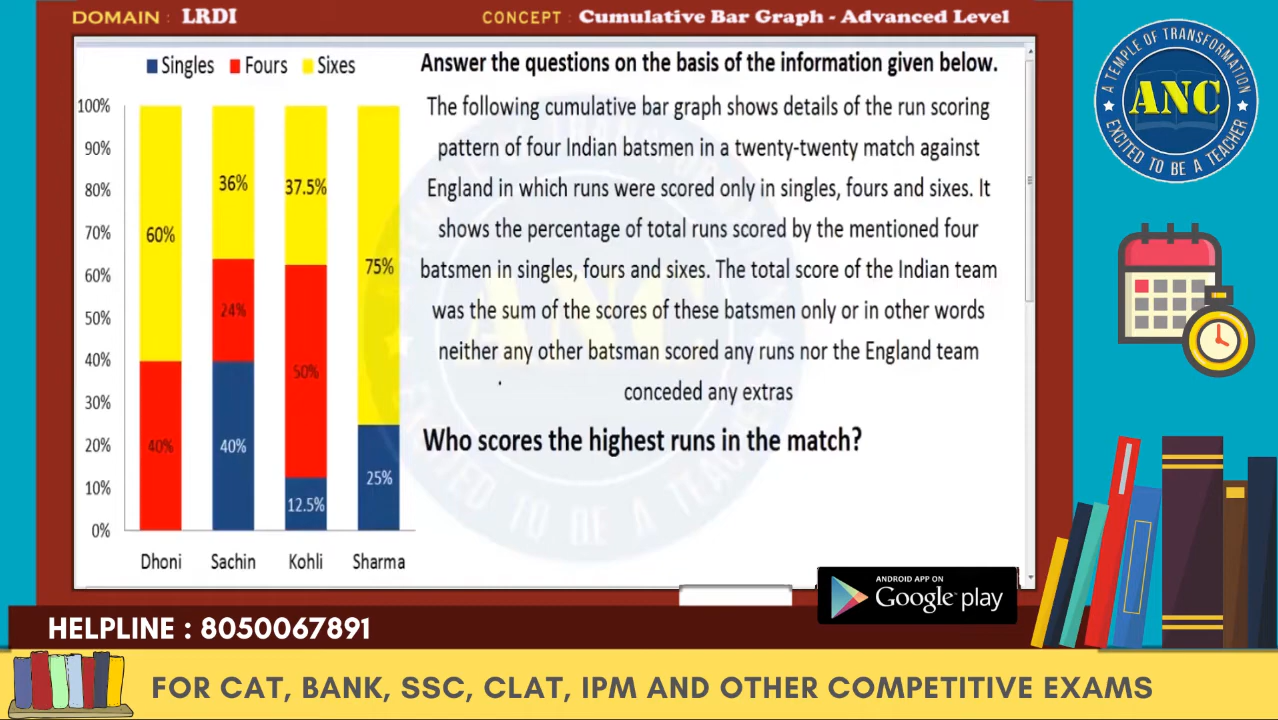 DOMAIN : LRDI
CONCEPT : Cumulative Bar Graph - Advanced Level
Singles Fours Sixes
100%
90%
80%
70%
60%
50%
40%
30%
20%
10%
0%
60%
40%
36%
24%
40%
37.5%
50%
12.5%
75%
25%
Dhoni Sachin Kohli Sharma
Answer the questions on the basis of the information given below.
The following cumulative bar graph shows details of the run scoring
pattern of four Indian batsmen in a twenty-twenty match against
England in which runs were scored only in singles, fours and sixes. It
shows the percentage of total runs scored by the mentioned four
batsmen in singles, fours and sixes. The total score of the Indian team
was the sum of the scores of these batsmen only or in other words
neither any other batsman scored any runs nor the England team
conceded any extras
Who scores the highest runs in the match?
A TEMPLE OF TRANSFORMATION
ANC
EXCITED TO BE A TEACHER
ANDROID APP ON
Google play
HELPLINE : 8050067891
FOR CAT, BANK, SSC, CLAT, IPM AND OTHER COMPETITIVE EXAMS